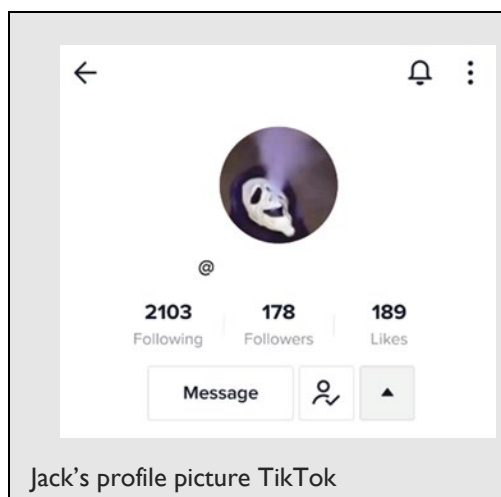 @
2103 178 189
Following Followers Likes
Message
Jack's profile picture TikTok